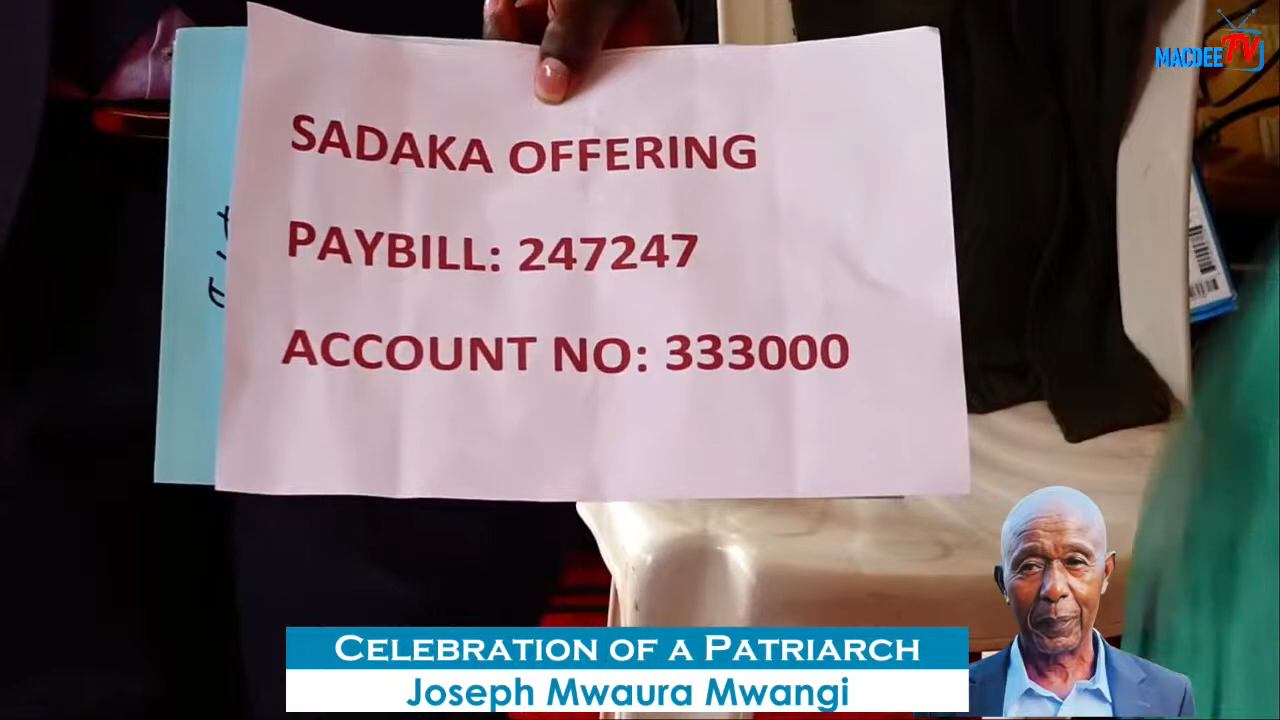 MACDEE TV
SADAKA OFFERING
PAYBILL: 247247
ACCOUNT NO: 333000
CELEBRATION OF A PATRIARCH
Joseph Mwaura Mwangi